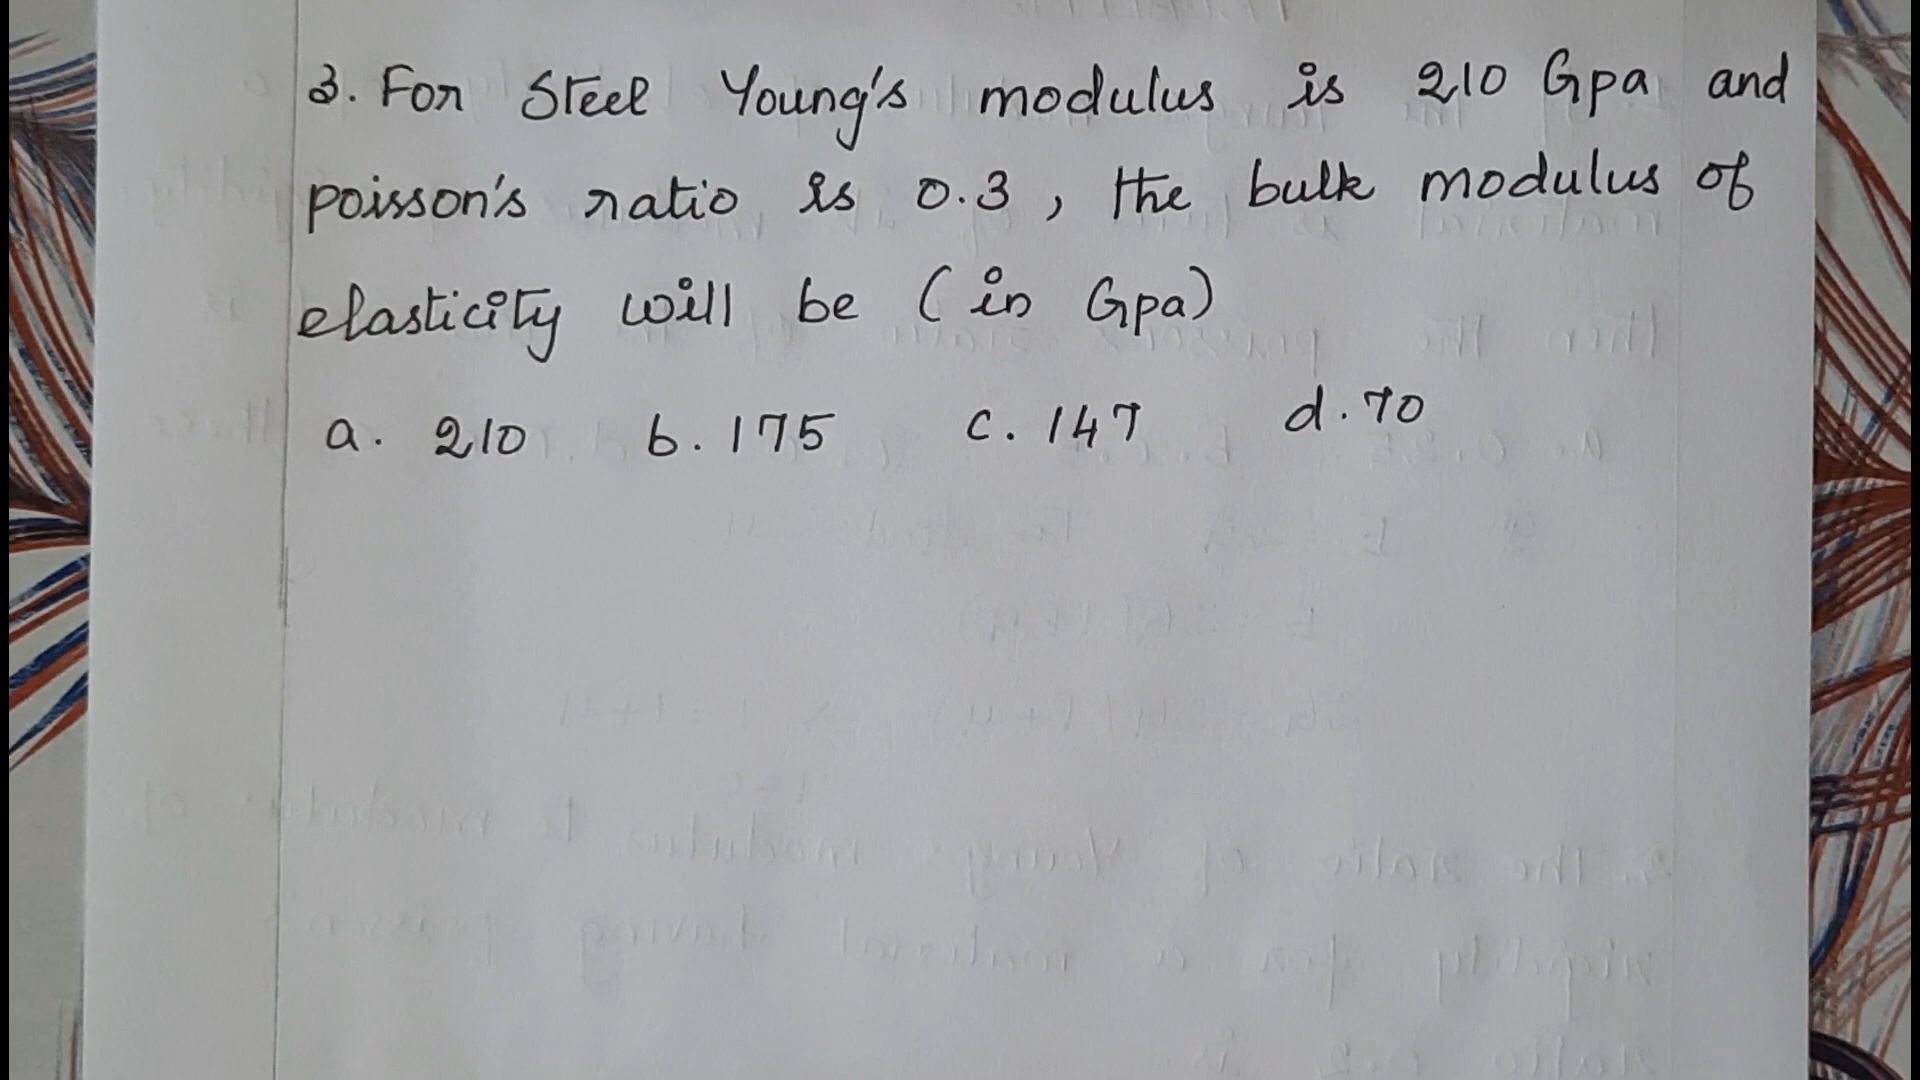 3. For Steel Young's modulus is 210 Gpa and
poisson's ratio is 0.3, the bulk modulus of
elasticity will be (in Gpa)
a. 210 b. 175 c. 147 d. 70